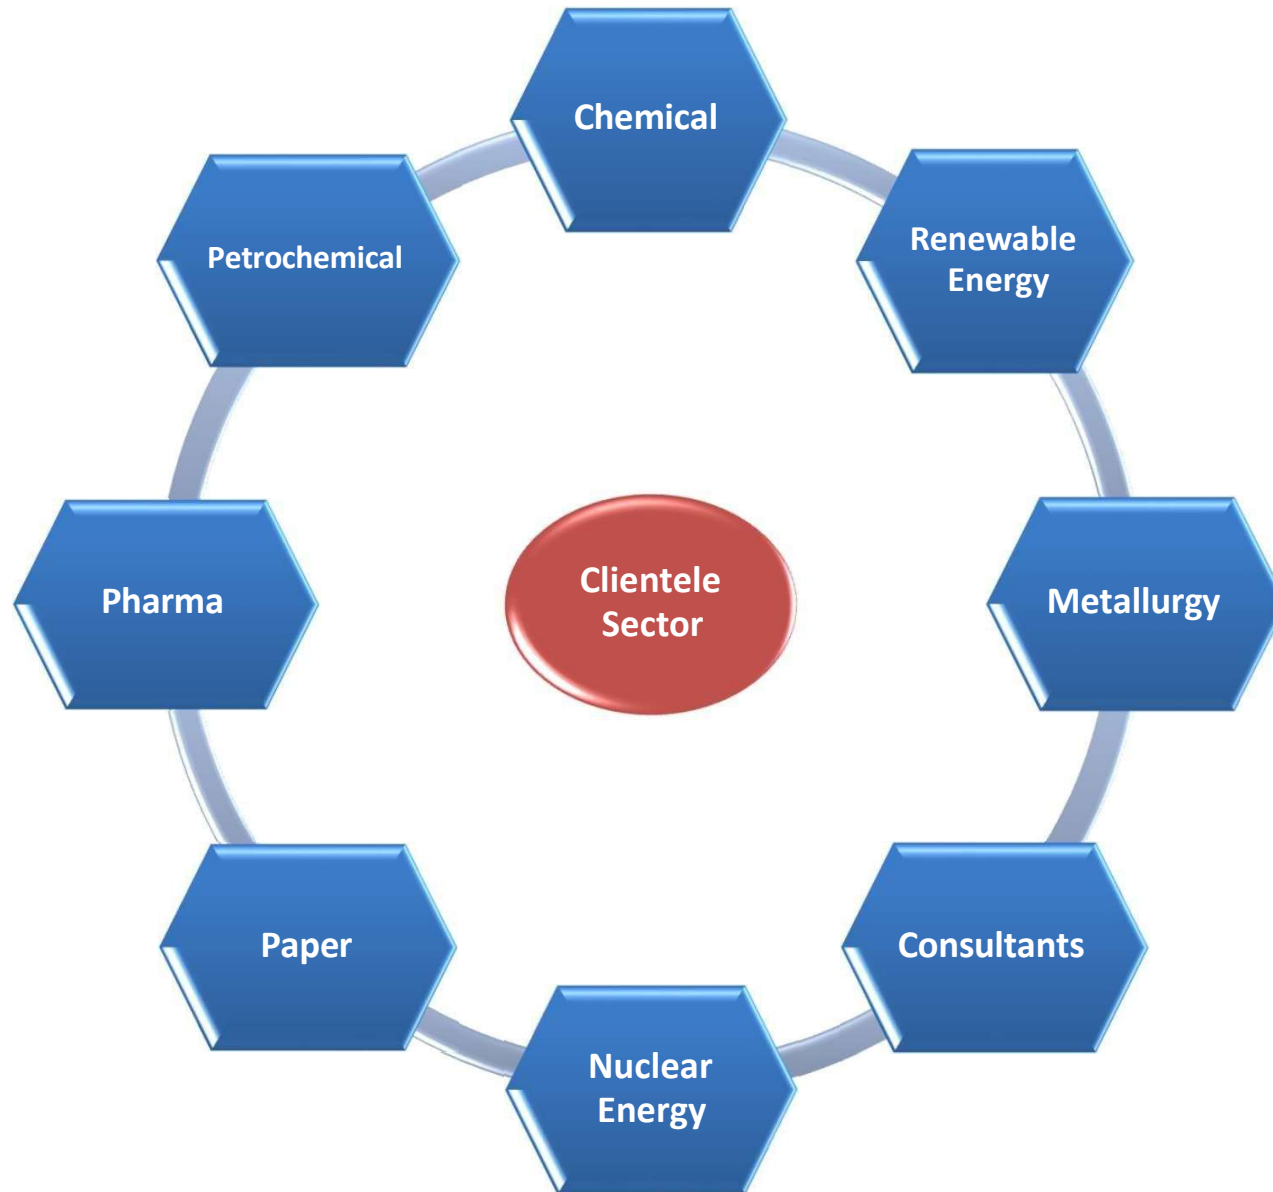 Chemical
Renewable
Energy
Petrochemical
Clientele
Sector
Pharma
Metallurgy
Paper
Consultants
Nuclear
Energy